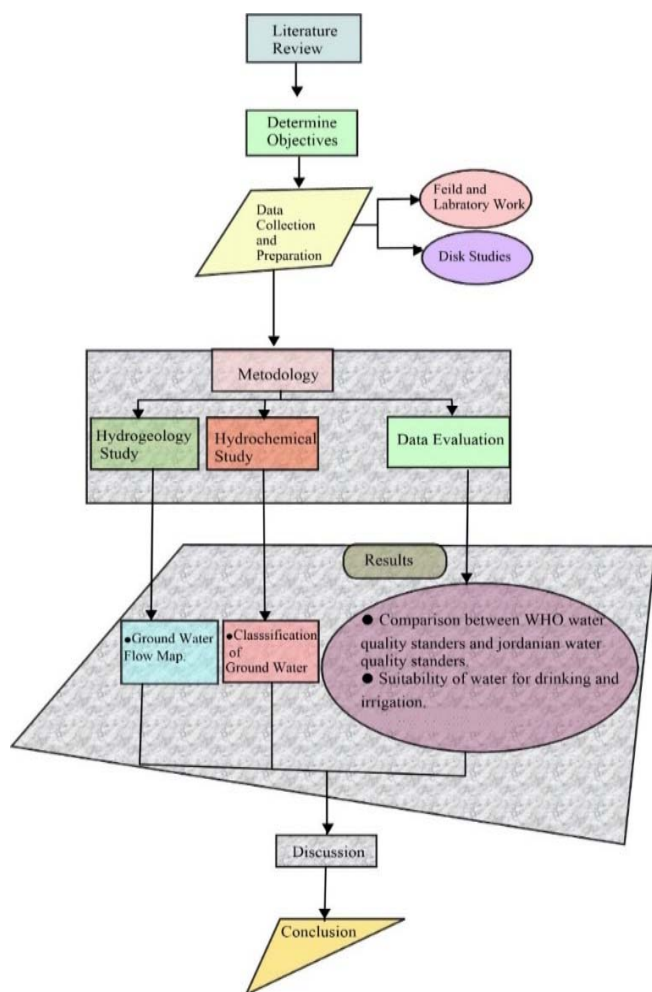 Literature
Review
Determine
Objectives
Data
Collection
and
Preparation
Feild and
Labratory Work
Disk Studies
Metodology
Hydrogeology
Study
Hydrochemical
Study
Data Evaluation
Results
●Ground Water
Flow Map.
●Classsification
of
Ground Water
● Comparison between WHO water
quality standers and jordanian water
quality standers.
● Suitability of water for drinking and
irrigation.
Discussion
Conclusion